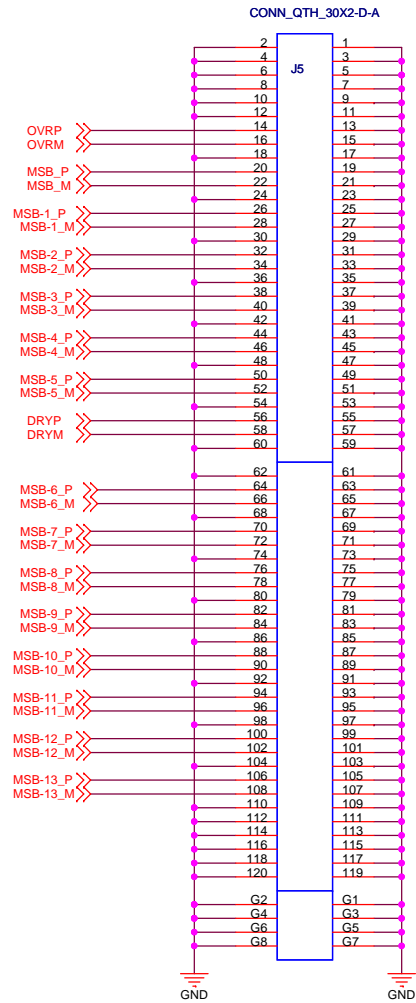 CONN_QTH_30X2-D-A
J5
2 1
4 3
6 5
8 7
10 9
12 11
OVRP 14 13
OVRM 16 15
18 17
MSB_P 20 19
MSB_M 22 21
24 23
MSB-1_P 26 25
MSB-1_M 28 27
30 29
MSB-2_P 32 31
MSB-2_M 34 33
36 35
MSB-3_P 38 37
MSB-3_M 40 39
42 41
MSB-4_P 44 43
MSB-4_M 46 45
48 47
MSB-5_P 50 49
MSB-5_M 52 51
54 53
DRYP 56 55
DRYM 58 57
60 59
62 61
MSB-6_P 64 63
MSB-6_M 66 65
68 67
MSB-7_P 70 69
MSB-7_M 72 71
74 73
MSB-8_P 76 75
MSB-8_M 78 77
80 79
MSB-9_P 82 81
MSB-9_M 84 83
86 85
MSB-10_P 88 87
MSB-10_M 90 89
92 91
MSB-11_P 94 93
MSB-11_M 96 95
98 97
MSB-12_P 100 99
MSB-12_M 102 101
104 103
MSB-13_P 106 105
MSB-13_M 108 107
110 109
112 111
114 113
116 115
118 117
120 119
G2 G1
G4 G3
G6 G5
G8 G7
GND GND